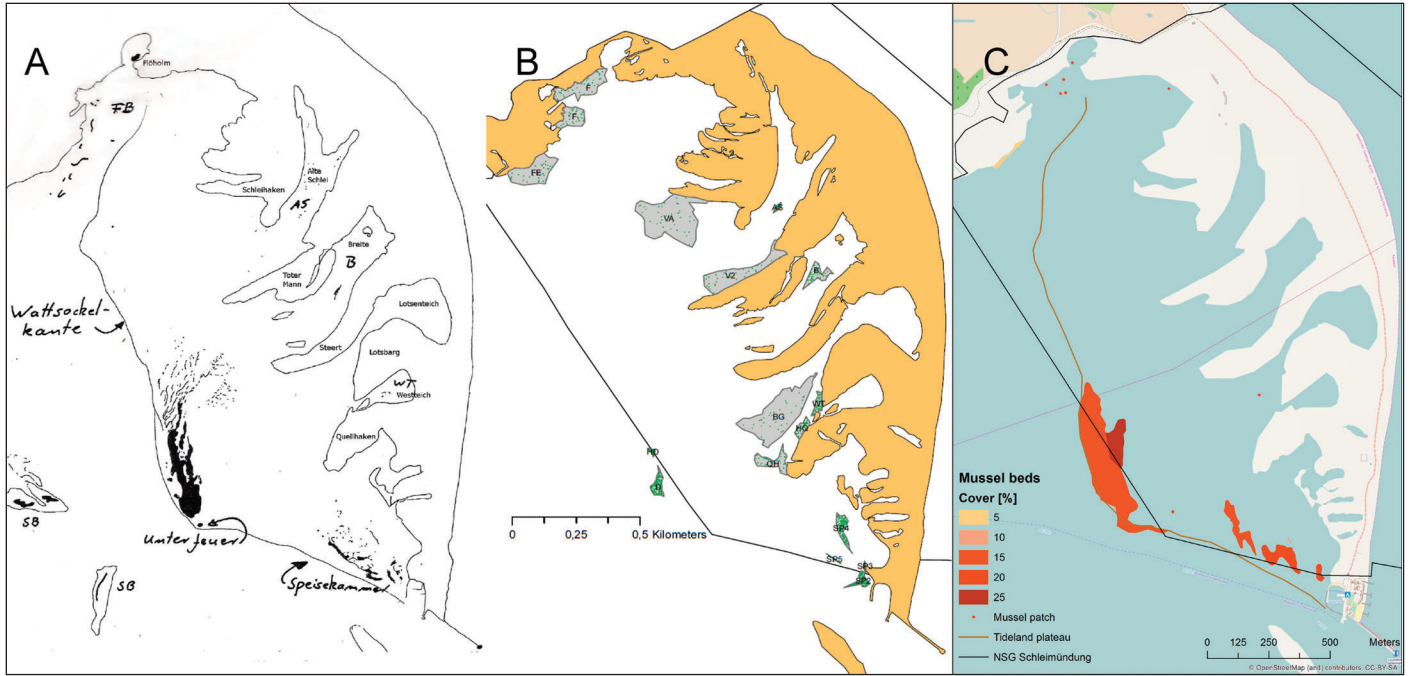 A
Flöholm
FB
Schleihaken
Alte
Schlei
AS
Breite
B
Toter
Mann
Lotsenteich
Wattsockel-
kante
Steert
Lotsbarg
WT
Westteich
Quellhaken
SB
Unterfeuer
Speisekammer
SB
B
F
F
FE
VA
AS
V2
B
BG
WT
HQ
QH
HD
D
SP4
SP5
SP3
SP2
0
0,25
0,5 Kilometers
C
Mussel beds
Cover [%]
5
10
15
20
25
Mussel patch
Tideland plateau
NSG Schleimündung
0
125
250
500
Meters
© OpenStreetMap (and) contributors, CC-BY-SA